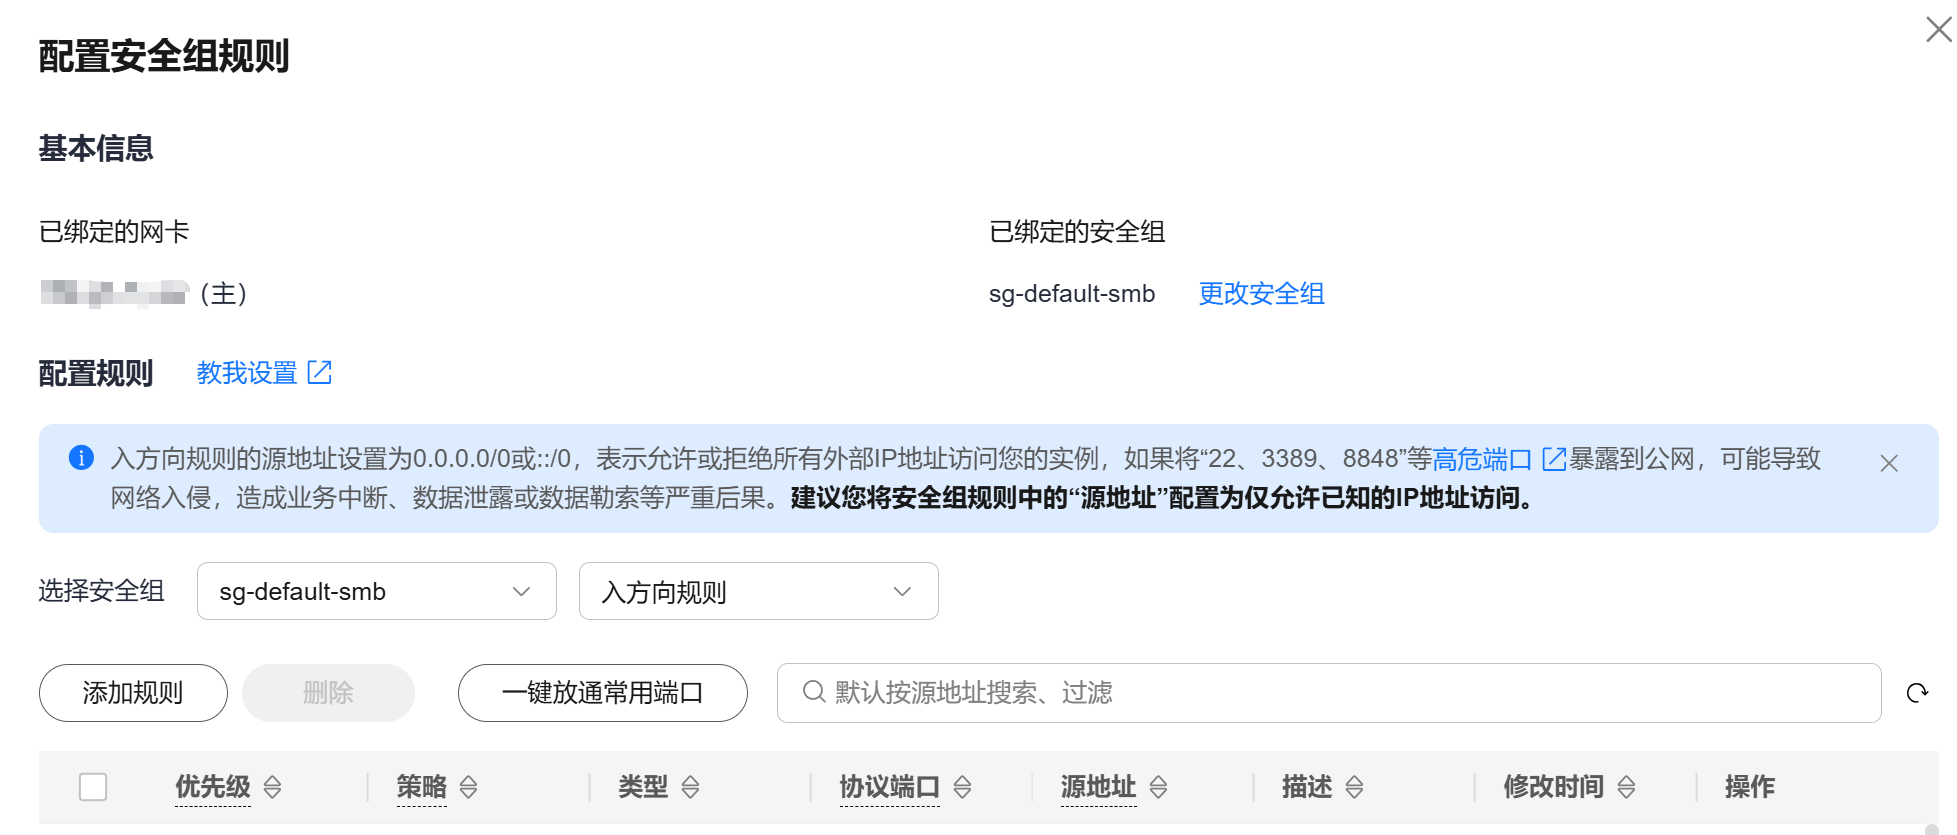 配置安全组规则
基本信息
已绑定的网卡
已绑定的安全组
（主）
sg-default-smb 更改安全组
配置规则 教我设置
入方向规则的源地址设置为0.0.0.0/0或::/0，表示允许或拒绝所有外部IP地址访问您的实例，如果将“22、3389、8848”等高危端口 暴露到公网，可能导致
网络入侵，造成业务中断、数据泄露或数据勒索等严重后果。建议您将安全组规则中的“源地址”配置为仅允许已知的IP地址访问。
选择安全组 sg-default-smb 入方向规则
添加规则 删除 一键放通常用端口 默认按源地址搜索、过滤
优先级 策略 类型 协议端口 源地址 描述 修改时间 操作